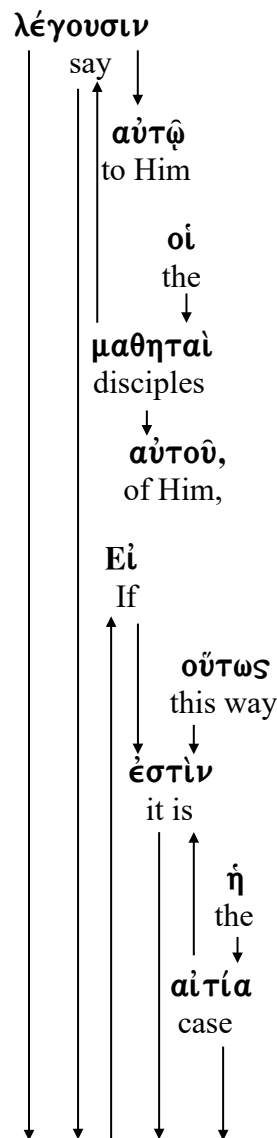 λέγουσιν
say
αὐτῷ
to Him
οἱ
the
μαθηταὶ
disciples
αὐτοῦ,
of Him,
Εἰ
If
οὕτως
this way
ἐστὶν
it is
ἡ
the
αἰτία
case